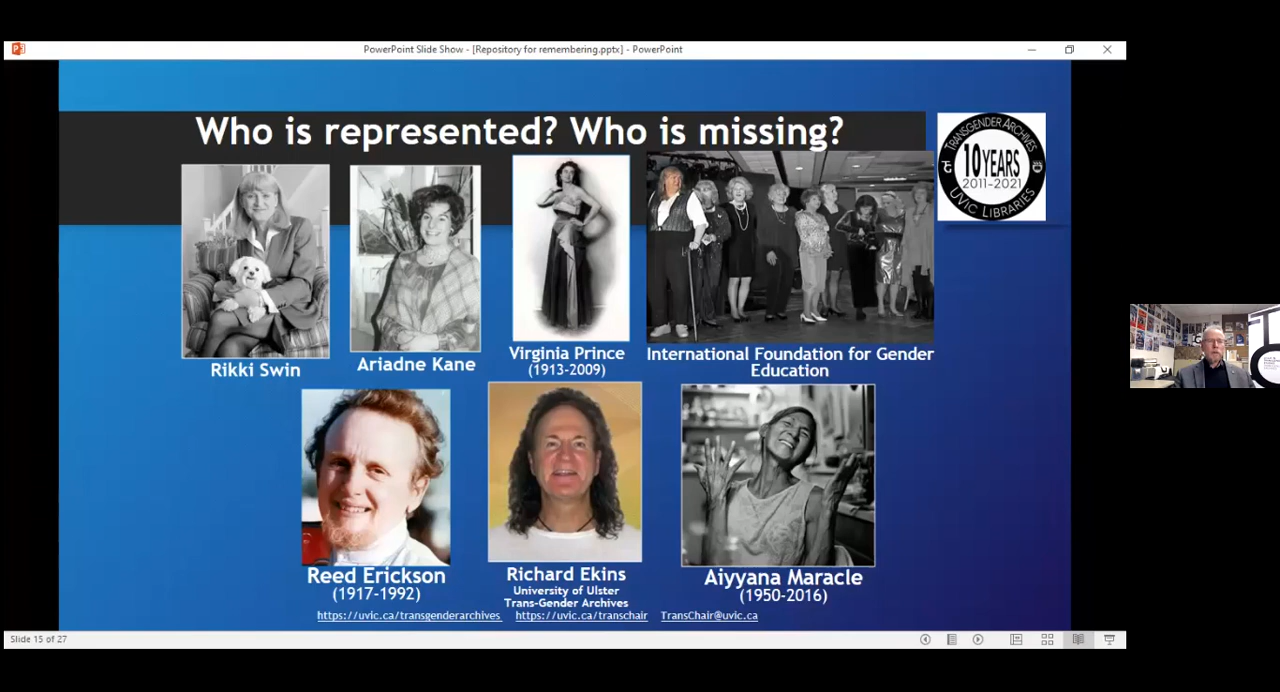 PowerPoint Slide Show - [Repository for remembering.pptx] - PowerPoint
Who is represented? Who is missing?
TRANSGENDER ARCHIVES
10 YEARS
2011-2021
UVIC LIBRARIES
Rikki Swin
Ariadne Kane
Virginia Prince
(1913-2009)
International Foundation for Gender
Education
Reed Erickson
(1917-1992)
Richard Ekins
University of Ulster
Trans-Gender Archives
Aiyyana Maracle
(1950-2016)
https://uvic.ca/transgenderarchives https://uvic.ca/transchair TransChair@uvic.ca
Slide 15 of 27